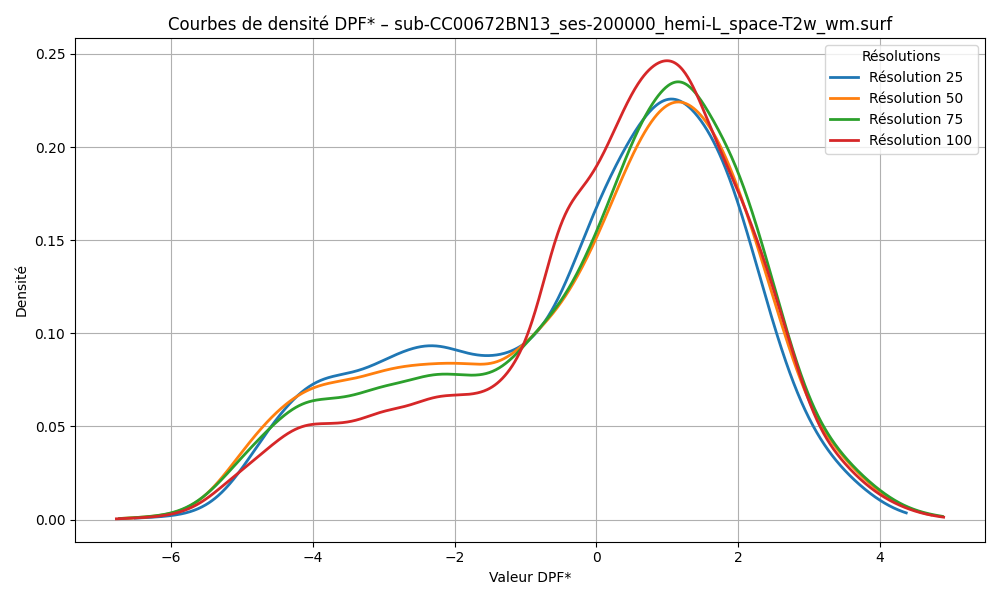 Courbes de densité DPF* – sub-CC00672BN13_ses-200000_hemi-L_space-T2w_wm.surf
Résolutions
Résolution 25
Résolution 50
Résolution 75
Résolution 100
Densité
0.25
0.20
0.15
0.10
0.05
0.00
−6
−4
−2
0
2
4
Valeur DPF*